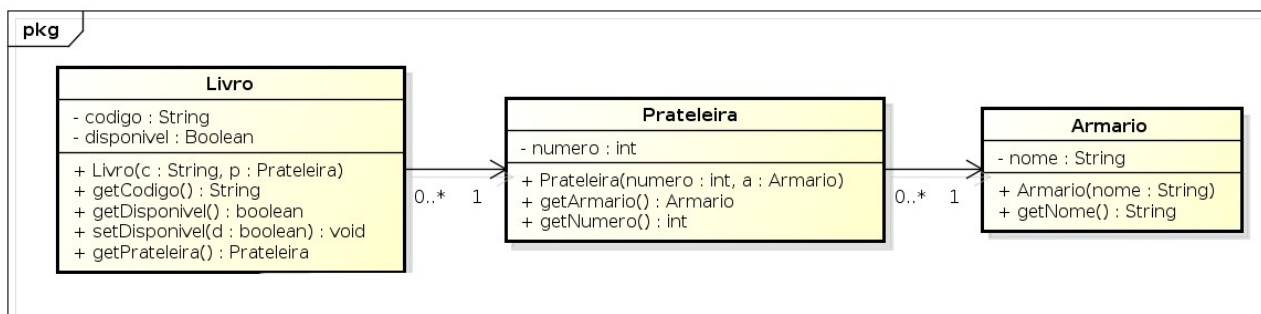 pkg
Livro
- codigo : String
- disponivel : Boolean
+ Livro(c : String, p : Prateleira)
+ getCodigo() : String
+ getDisponivel() : boolean
+ setDisponivel(d : boolean) : void
+ getPrateleira() : Prateleira
0..* 1
Prateleira
- numero : int
+ Prateleira(numero : int, a : Armario)
+ getArmario() : Armario
+ getNumero() : int
0..* 1
Armario
- nome : String
+ Armario(nome : String)
+ getNome() : String